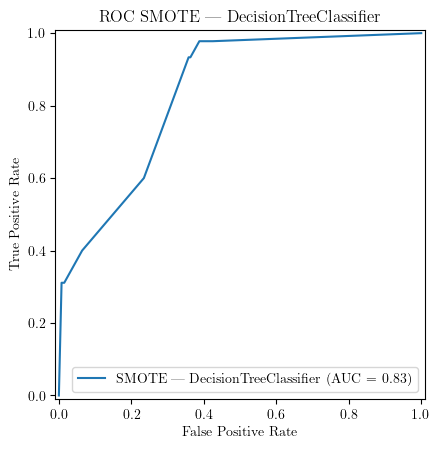 ROC SMOTE — DecisionTreeClassifier
1.0
0.8
0.6
0.4
0.2
0.0
True Positive Rate
SMOTE — DecisionTreeClassifier (AUC = 0.83)
0.0 0.2 0.4 0.6 0.8 1.0
False Positive Rate